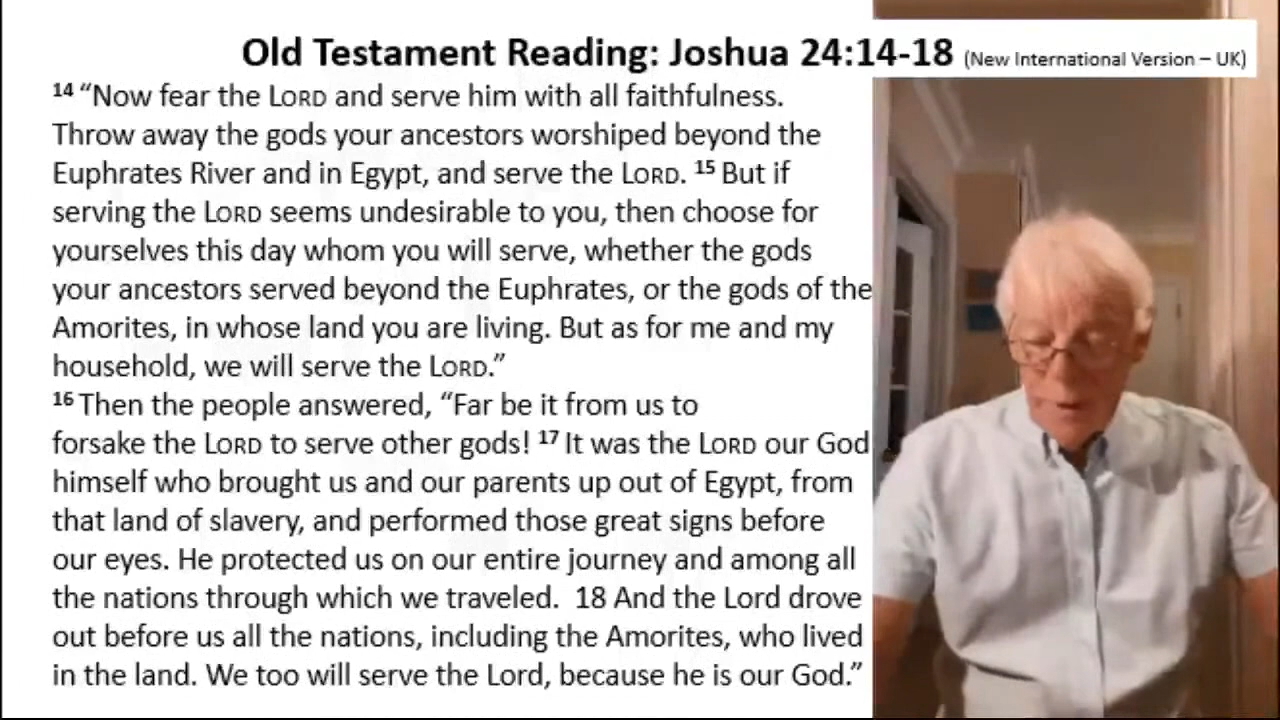 Old Testament Reading: Joshua 24:14-18 (New International Version – UK)
14 “Now fear the LORD and serve him with all faithfulness.
Throw away the gods your ancestors worshiped beyond the
Euphrates River and in Egypt, and serve the LORD. 15 But if
serving the LORD seems undesirable to you, then choose for
yourselves this day whom you will serve, whether the gods
your ancestors served beyond the Euphrates, or the gods of the
Amorites, in whose land you are living. But as for me and my
household, we will serve the LORD.”
16 Then the people answered, “Far be it from us to
forsake the LORD to serve other gods! 17 It was the LORD our God
himself who brought us and our parents up out of Egypt, from
that land of slavery, and performed those great signs before
our eyes. He protected us on our entire journey and among all
the nations through which we traveled.  18 And the Lord drove
out before us all the nations, including the Amorites, who lived
in the land. We too will serve the Lord, because he is our God.”